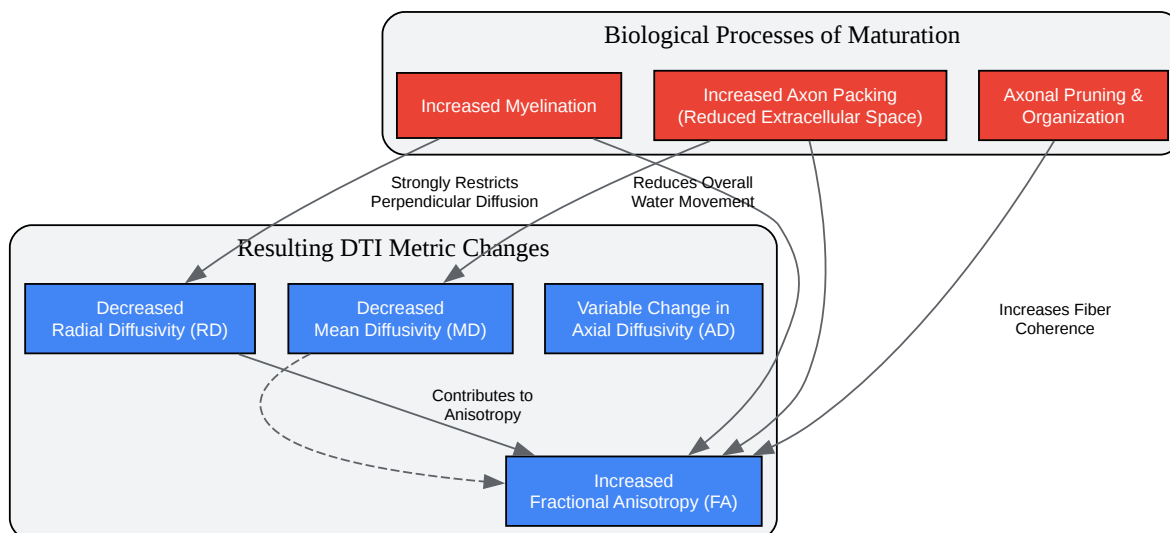 Biological Processes of Maturation
Increased Myelination
Increased Axon Packing
(Reduced Extracellular Space)
Axonal Pruning &
Organization
Strongly Restricts
Perpendicular Diffusion
Reduces Overall
Water Movement
Resulting DTI Metric Changes
Decreased
Radial Diffusivity (RD)
Decreased
Mean Diffusivity (MD)
Variable Change in
Axial Diffusivity (AD)
Increases Fiber
Coherence
Contributes to
Anisotropy
Increased
Fractional Anisotropy (FA)